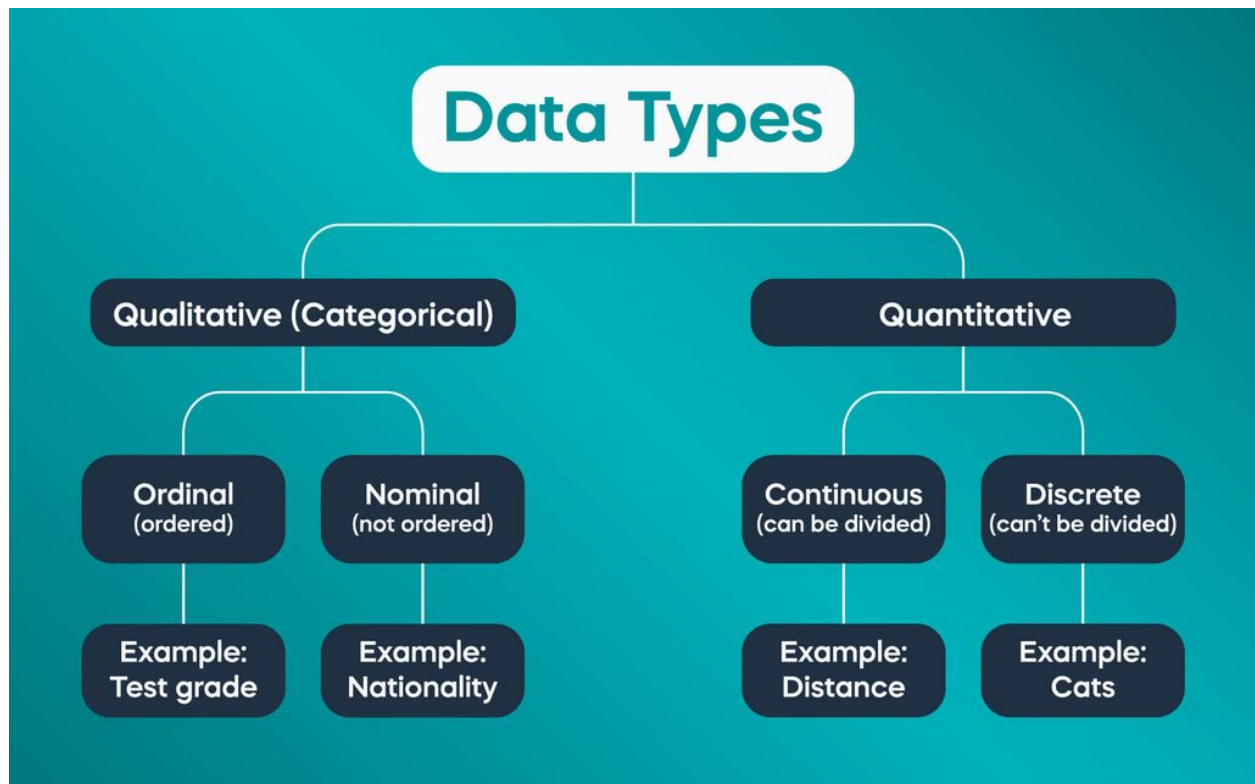 Data Types
Qualitative (Categorical)
Quantitative
Ordinal
(ordered)
Nominal
(not ordered)
Continuous
(can be divided)
Discrete
(can't be divided)
Example:
Test grade
Example:
Nationality
Example:
Distance
Example:
Cats